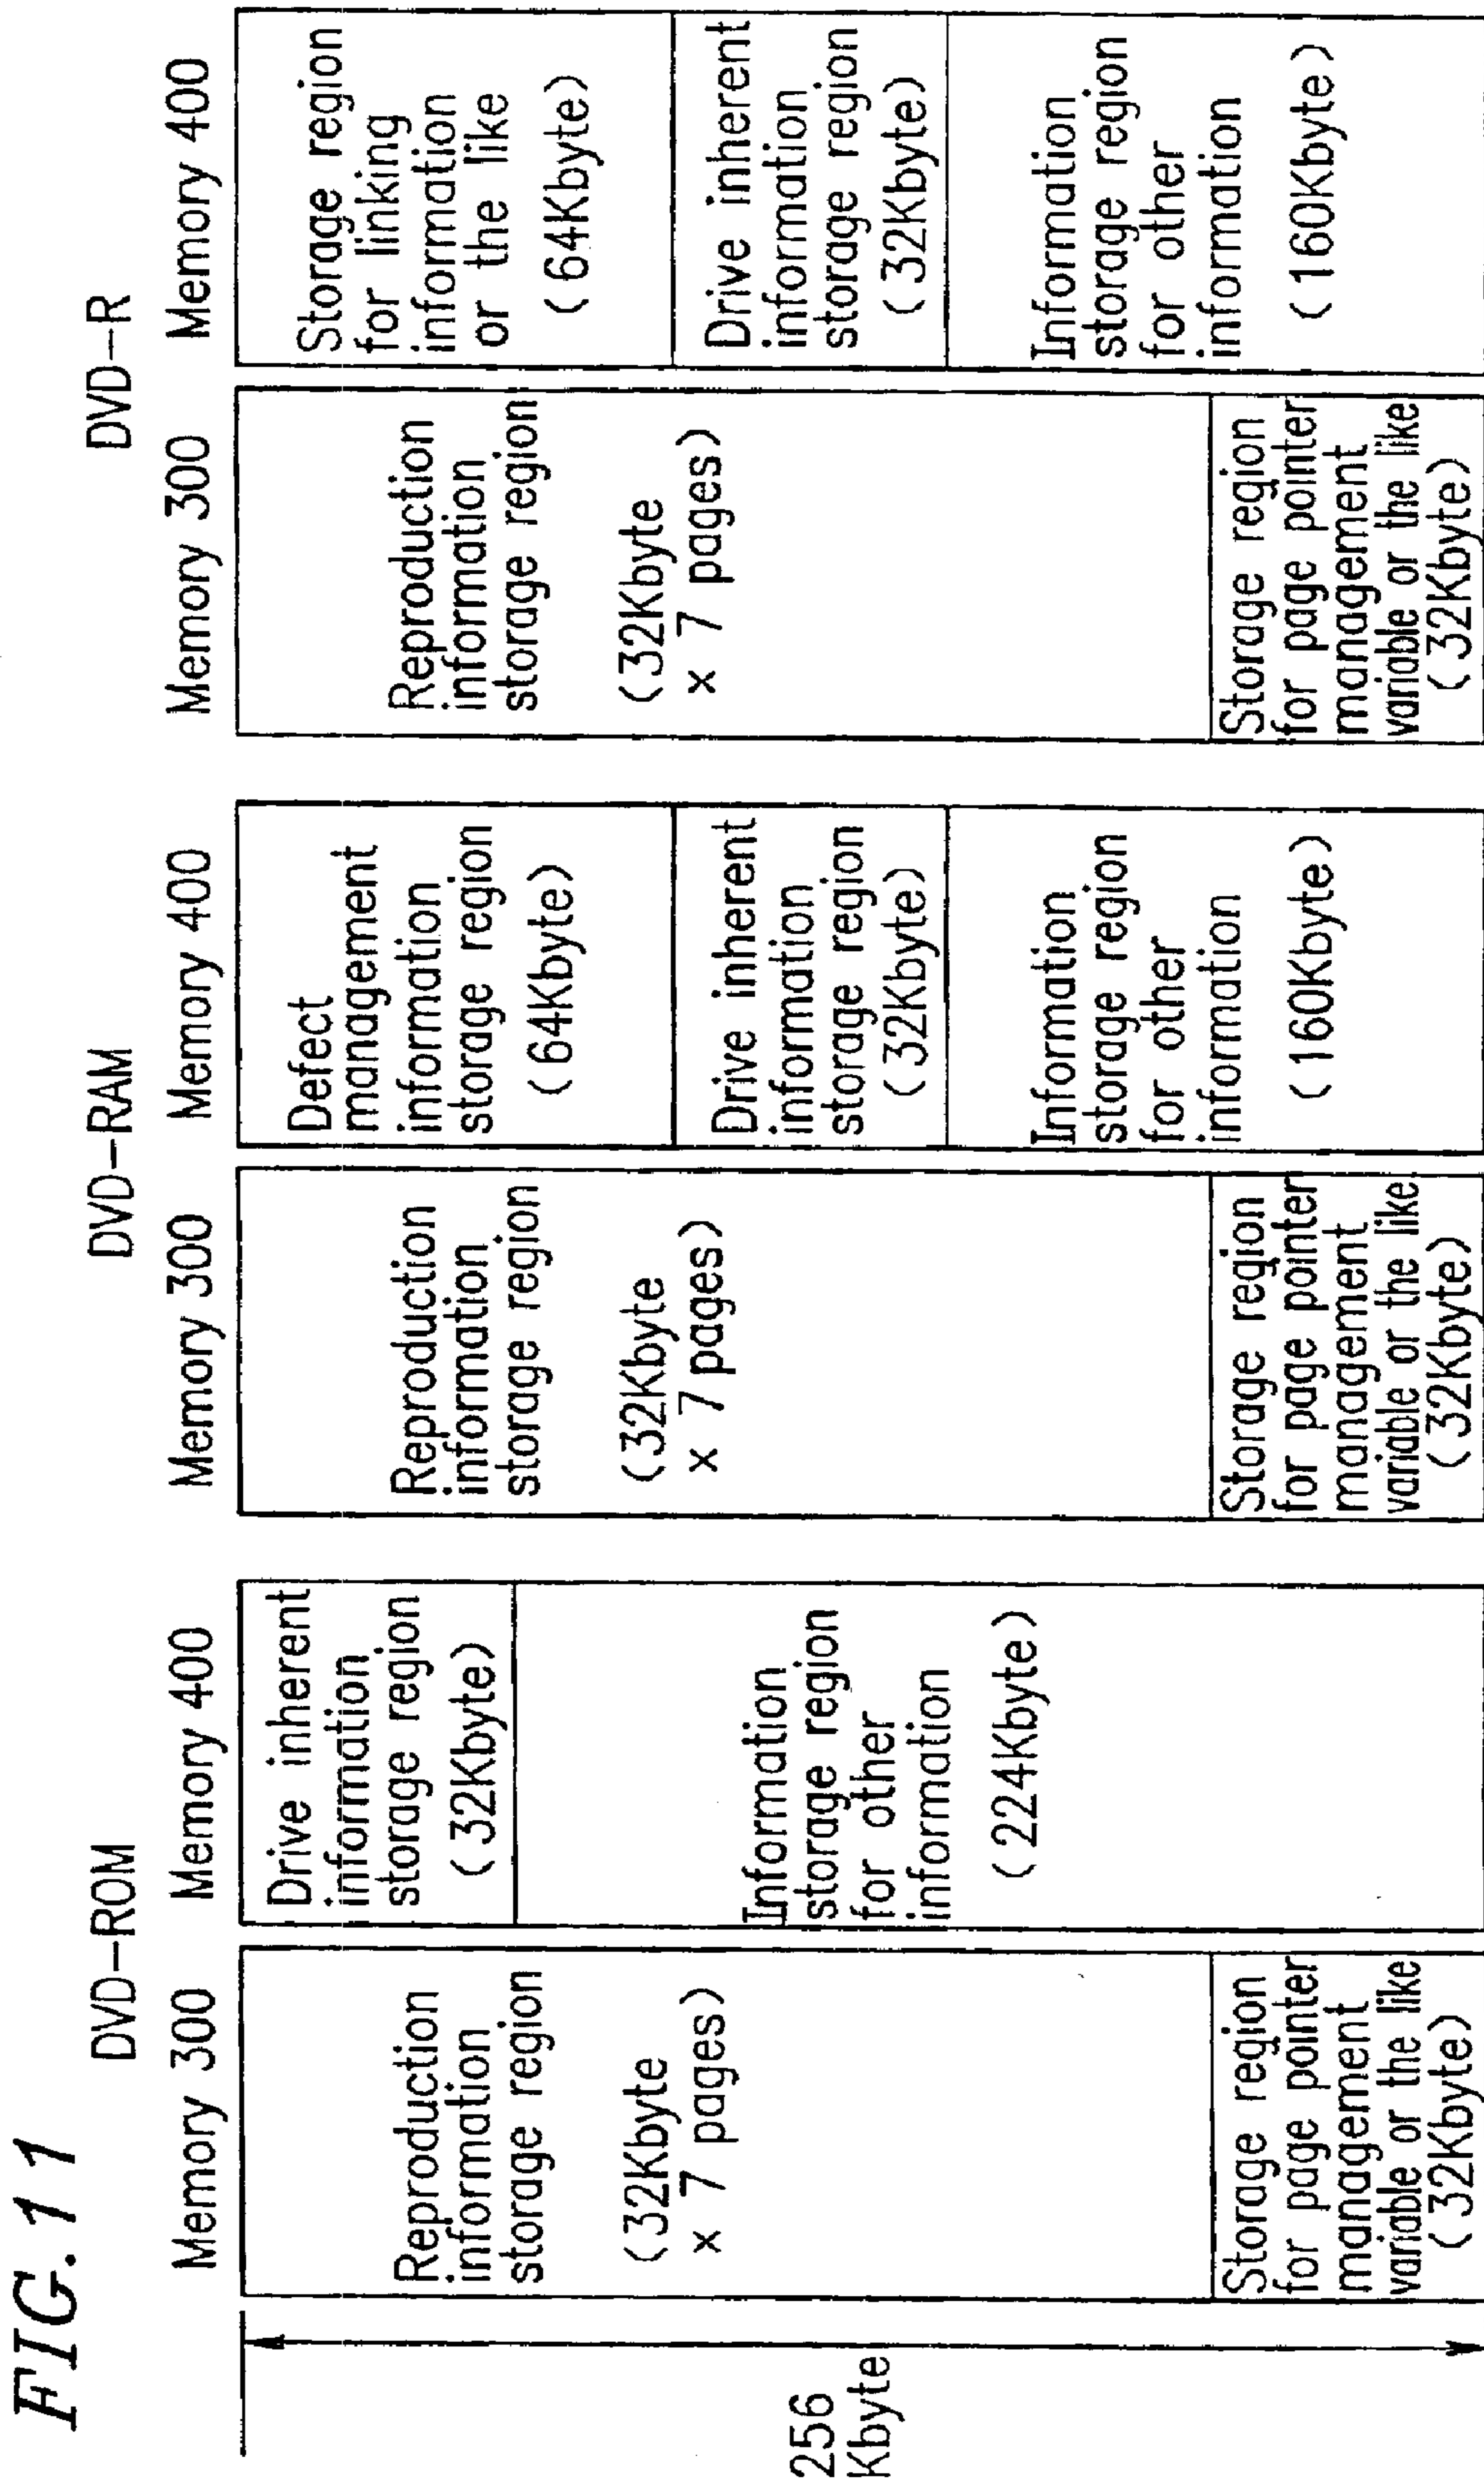 FIG. 11
256
Kbyte
DVD-ROM
Memory 300
Reproduction
information
storage region
(32Kbyte
x 7 pages)
Storage region
for page pointer
management
variable or the like
(32Kbyte)
Memory 400
Drive inherent
information
storage region
(32Kbyte)
Information
storage region
for other
information
(224Kbyte)
DVD-RAM
Memory 300
Reproduction
information
storage region
(32Kbyte
x 7 pages)
Storage region
for page pointer
management
variable or the like
(32Kbyte)
Memory 400
Defect
management
information
storage region
(64Kbyte)
Drive inherent
information
storage region
(32Kbyte)
Information
storage region
for other
information
(160Kbyte)
DVD-R
Memory 300
Reproduction
information
storage region
(32Kbyte
x 7 pages)
Storage region
for page pointer
management
variable or the like
(32Kbyte)
Memory 400
Storage region
for linking
information
or the like
(64Kbyte)
Drive inherent
information
storage region
(32Kbyte)
Information
storage region
for other
information
(160Kbyte)